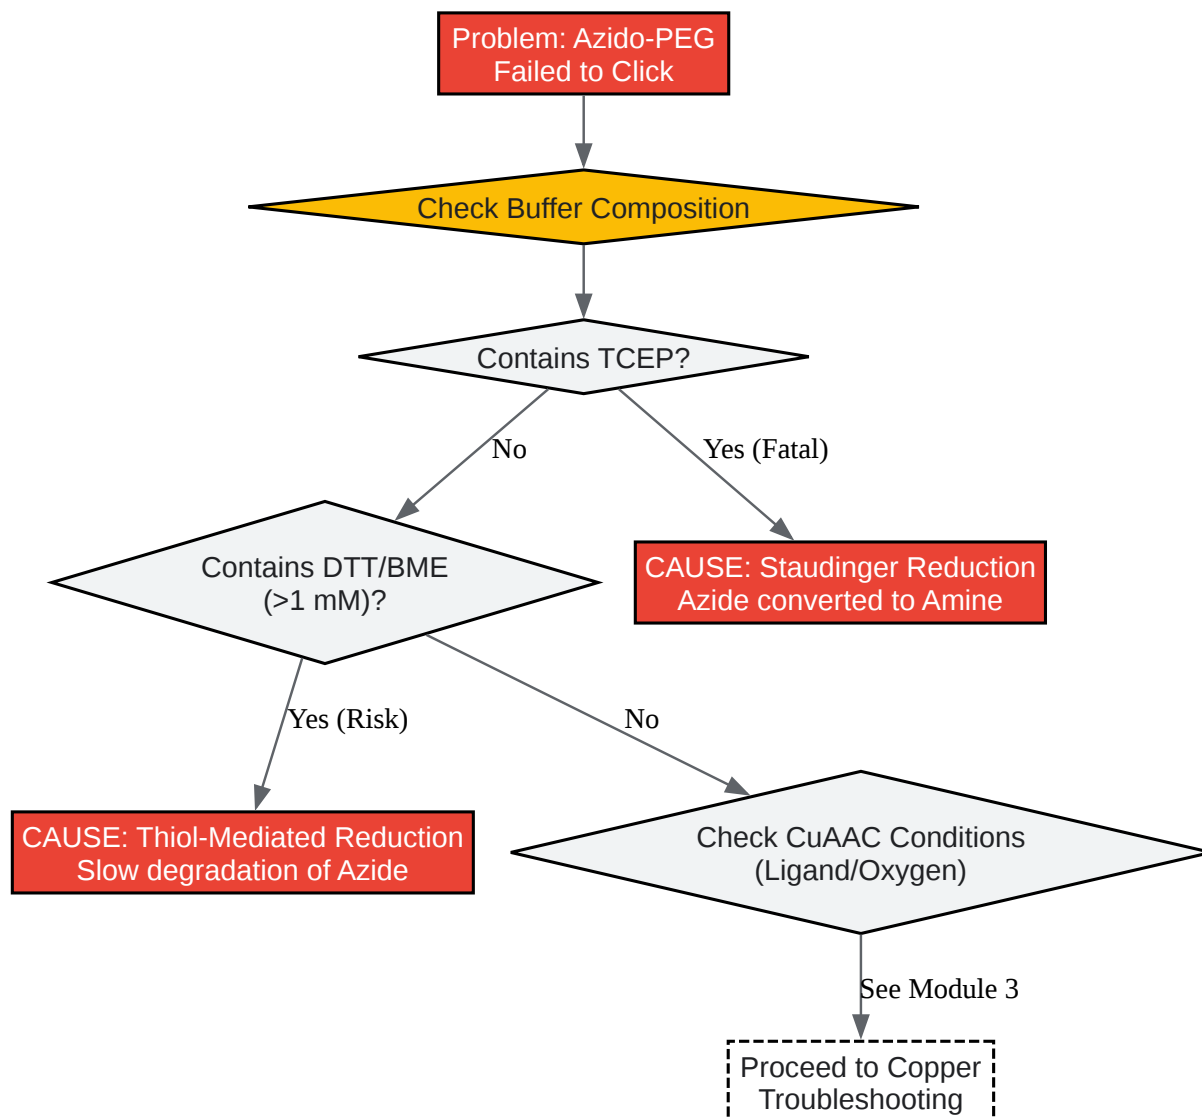 Problem: Azido-PEG
Failed to Click
Check Buffer Composition
Contains TCEP?
No
Yes (Fatal)
Contains DTT/BME
(>1 mM)?
CAUSE: Staudinger Reduction
Azide converted to Amine
Yes (Risk)
No
CAUSE: Thiol-Mediated Reduction
Slow degradation of Azide
Check CuAAC Conditions
(Ligand/Oxygen)
See Module 3
Proceed to Copper
Troubleshooting